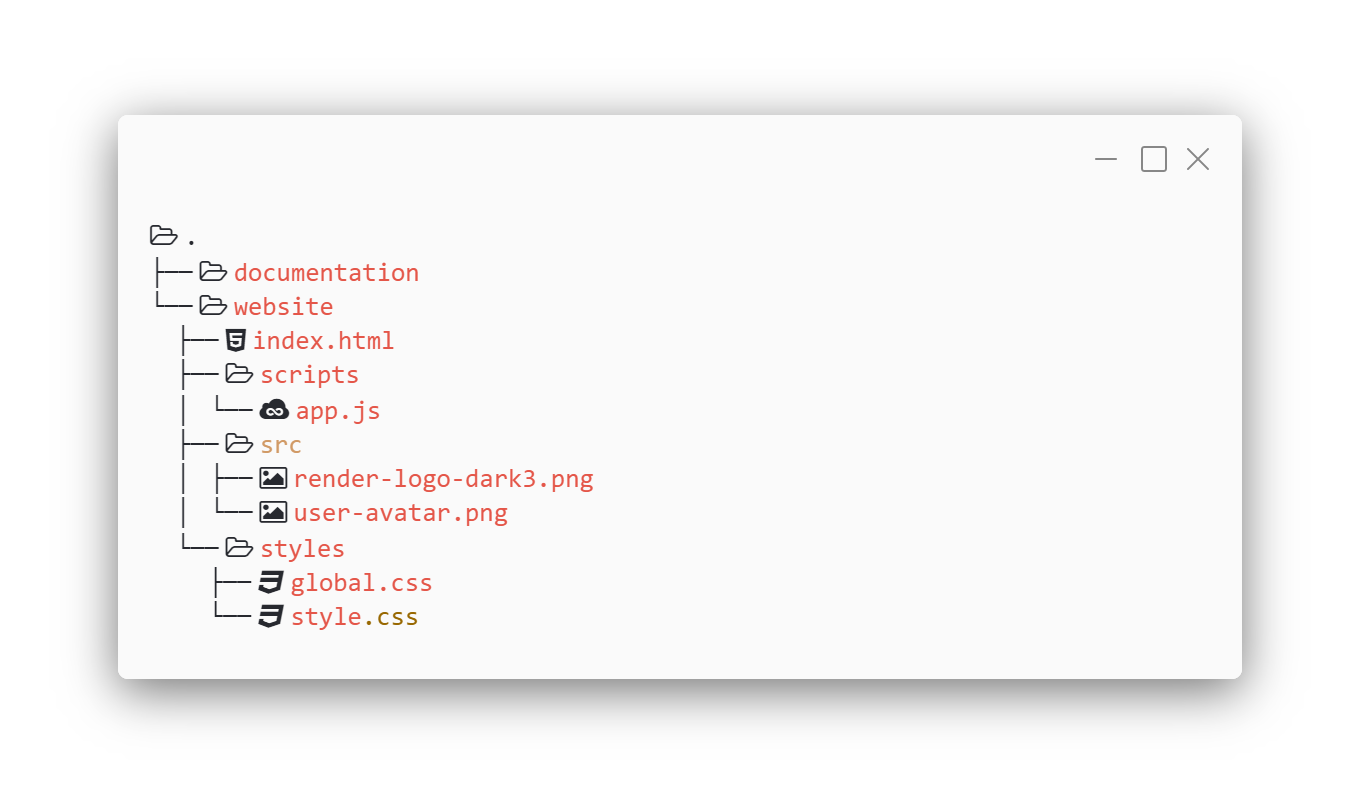 .
├── documentation
└── website
├── index.html
├── scripts
│ └── app.js
├── src
│ ├── render-logo-dark3.png
│ └── user-avatar.png
└── styles
├── global.css
└── style.css